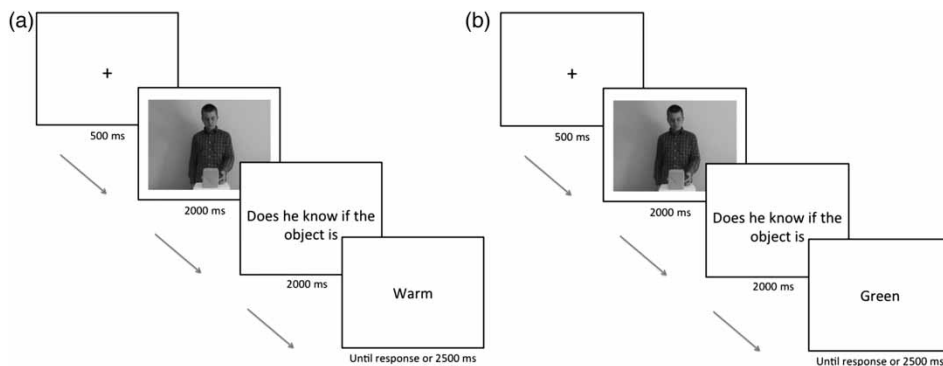 (a)
+
500 ms
2000 ms
Does he know if the
object is
2000 ms
Warm
Until response or 2500 ms
(b)
+
500 ms
2000 ms
Does he know if the
object is
2000 ms
Green
Until response or 2500 ms